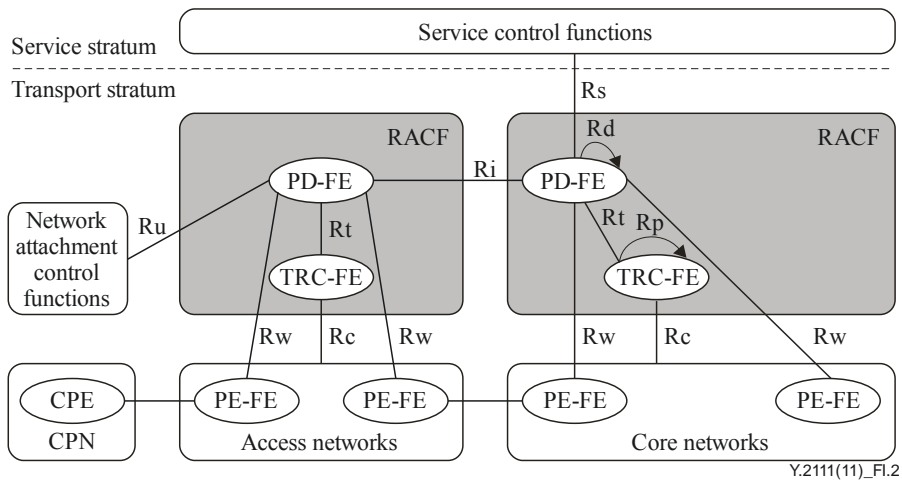 Service control functions
Service stratum
Transport stratum
Rs
RACF
RACF
Rd
PD-FE
Ri
PD-FE
Network
attachment
control
functions
Ru
Rt
Rt
Rp
TRC-FE
TRC-FE
Rw
Rc
Rw
Rw
Rc
Rw
CPE
PE-FE
PE-FE
PE-FE
PE-FE
CPN
Access networks
Core networks
Y.2111(11)_FI.2